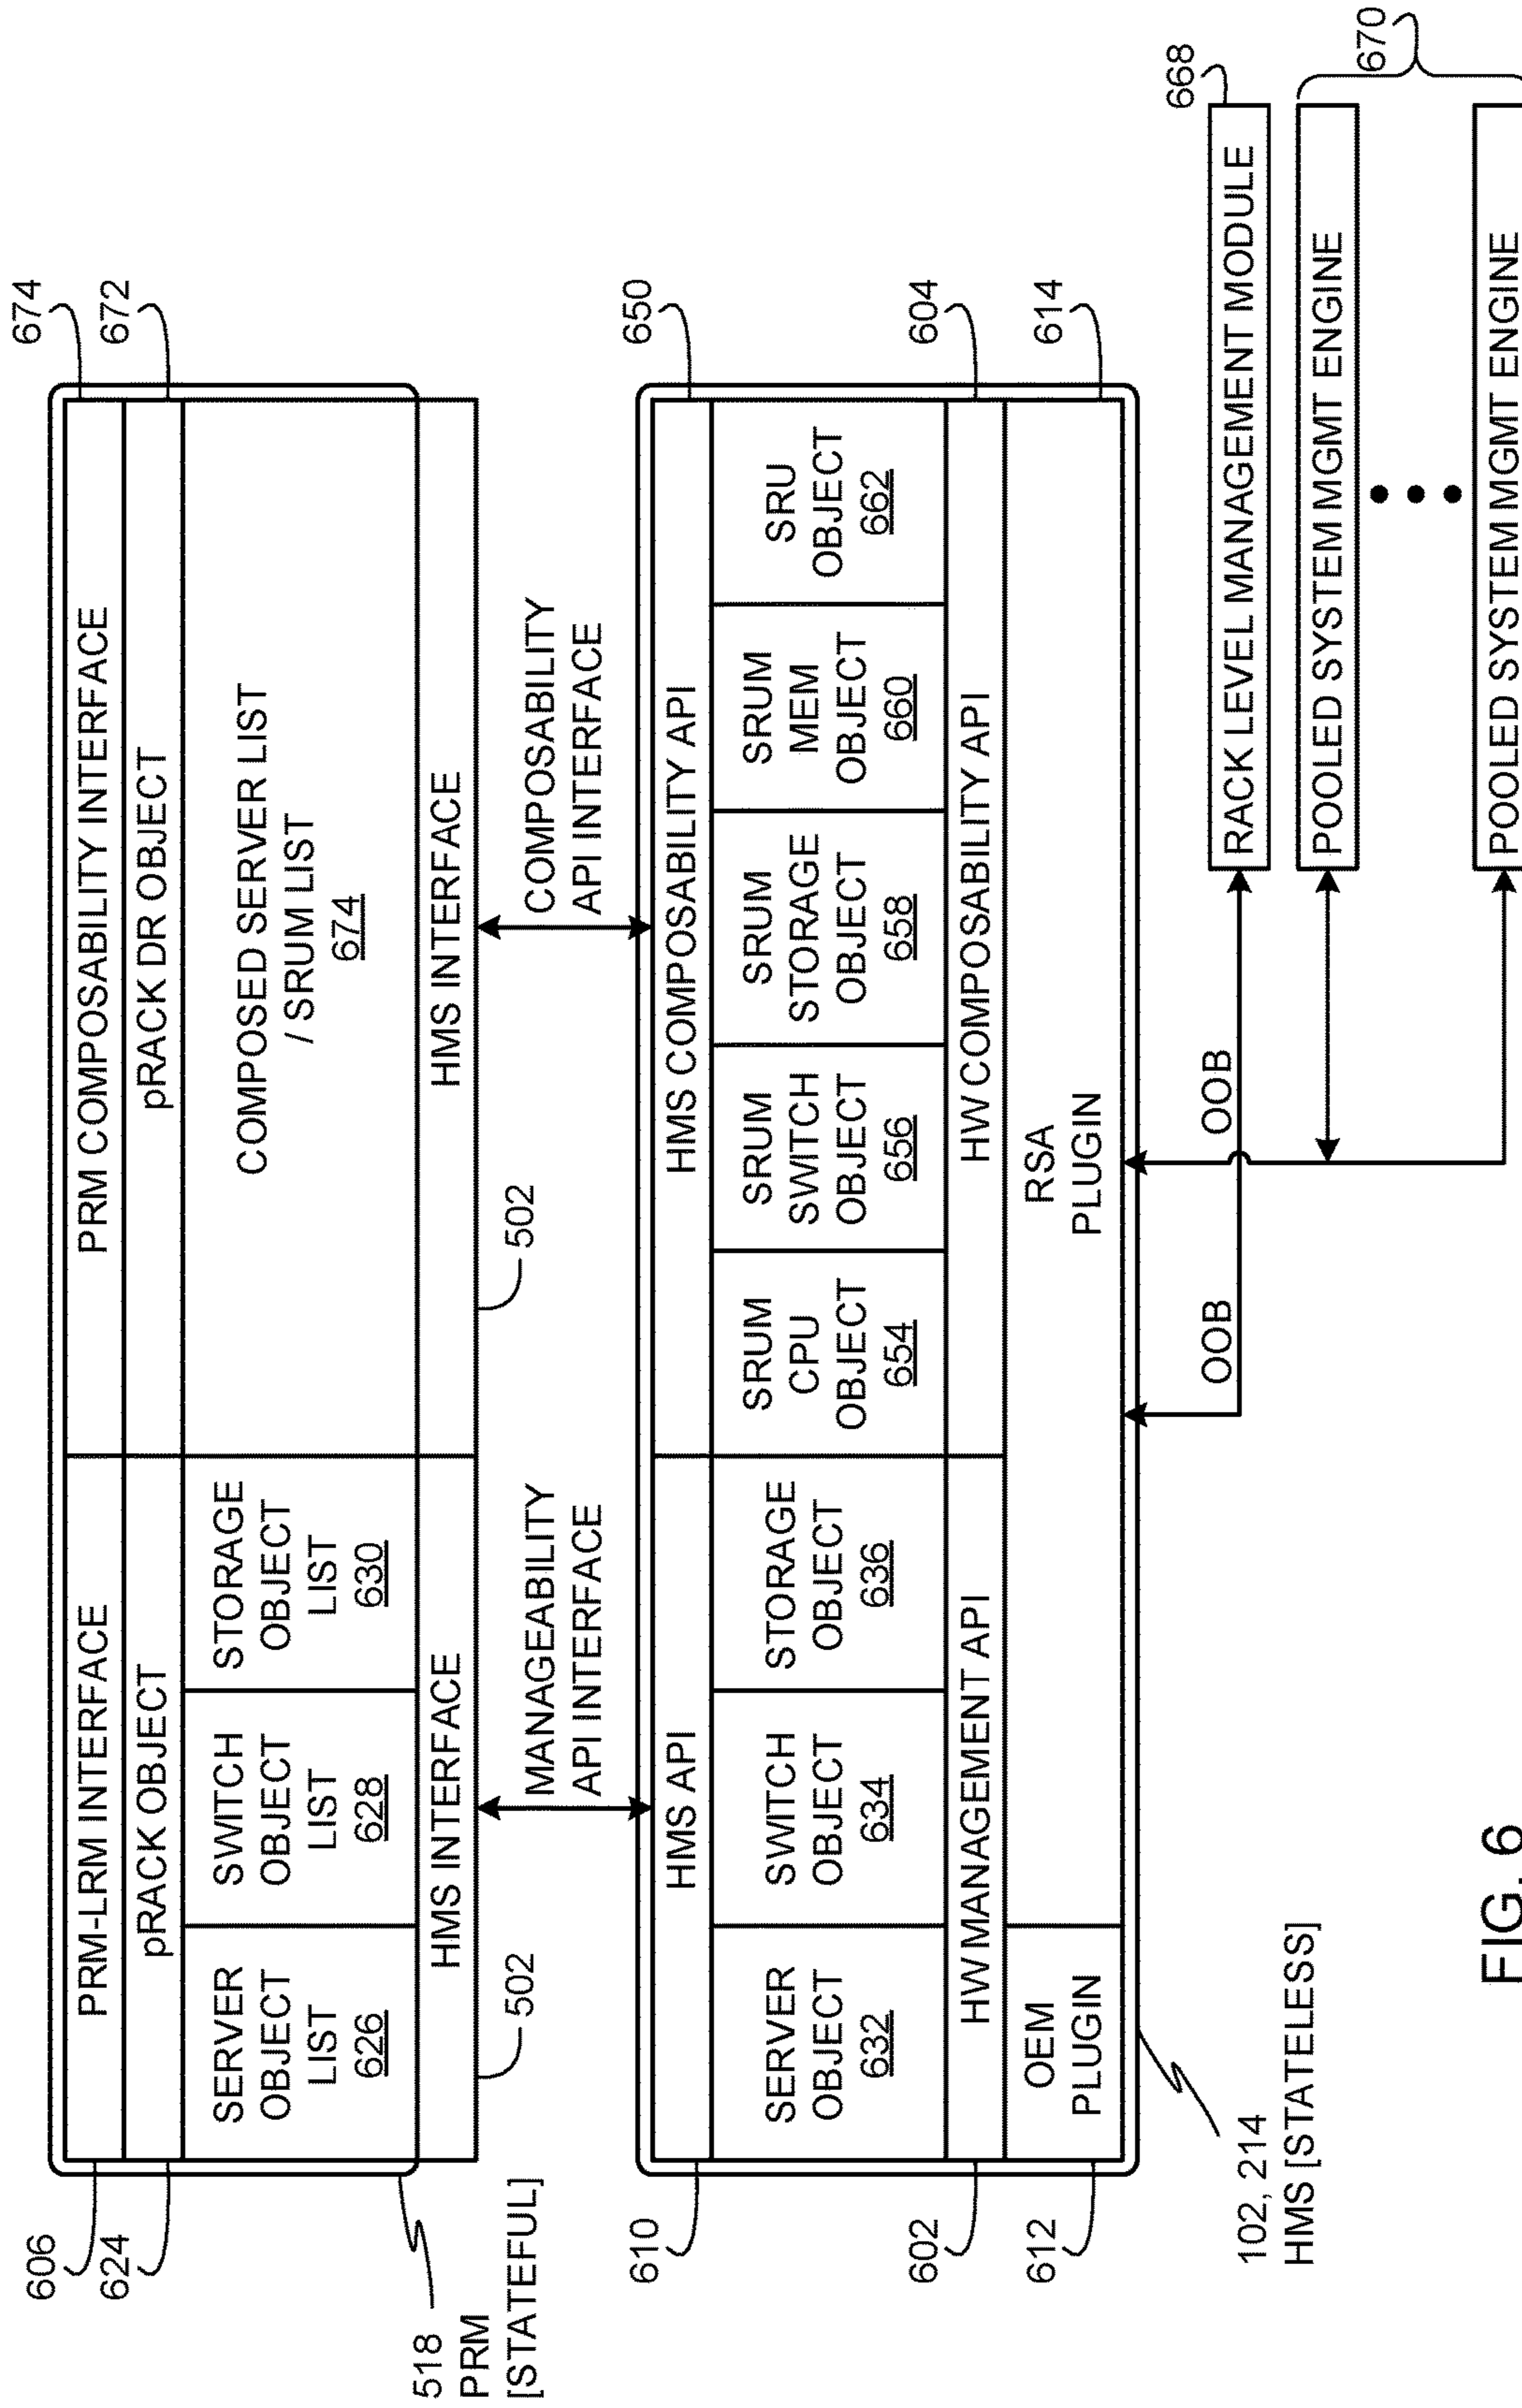 606
PRM-LRM INTERFACE
PRM COMPOSABILITY INTERFACE
674
624
pRACK OBJECT
pRACK DR OBJECT
672
SERVER
OBJECT
LIST
626
SWITCH
OBJECT
LIST
628
STORAGE
OBJECT
LIST
630
COMPOSED SERVER LIST
/ SRUM LIST
674
HMS INTERFACE
HMS INTERFACE
518
PRM
[STATEFUL]
502
502
MANAGEABILITY
API INTERFACE
COMPOSABILITY
API INTERFACE
610
HMS API
HMS COMPOSABILITY API
650
SERVER
OBJECT
632
SWITCH
OBJECT
634
STORAGE
OBJECT
636
SRUM
CPU
OBJECT
654
SRUM
SWITCH
OBJECT
656
SRUM
STORAGE
OBJECT
658
SRUM
MEM
OBJECT
660
SRU
OBJECT
662
602
HW MANAGEMENT API
HW COMPOSABILITY API
604
612
OEM
PLUGIN
RSA
PLUGIN
614
102, 214
HMS [STATELESS]
OOB
OOB
RACK LEVEL MANAGEMENT MODULE
668
POOLED SYSTEM MGMT ENGINE
670
POOLED SYSTEM MGMT ENGINE
FIG. 6